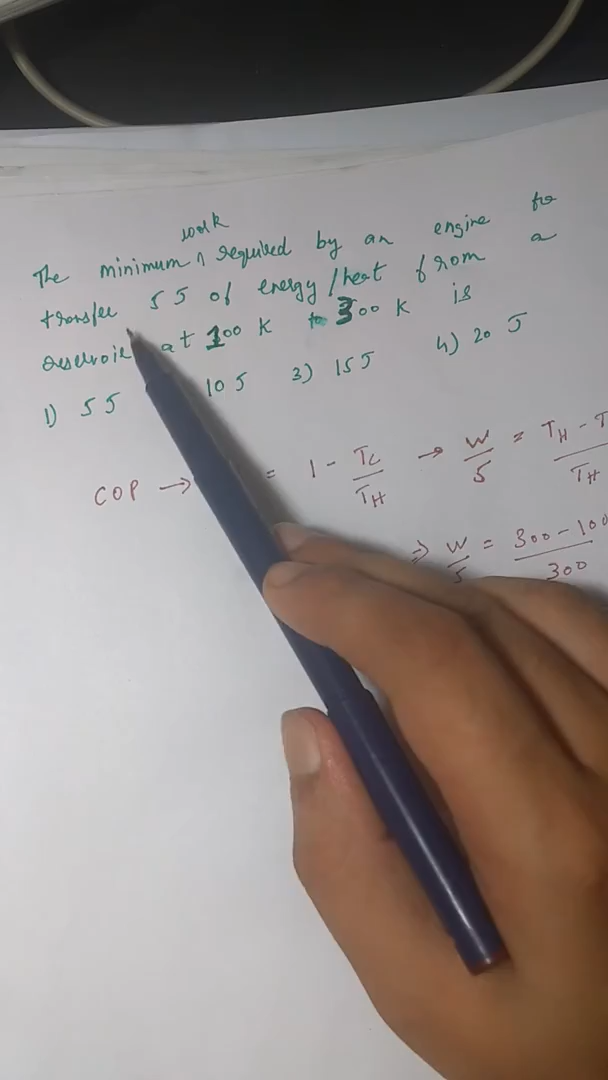 The minimum work required by an engine for
transfer 5 J of energy/heat from a
reservoir at 100 K to 300 K is
1) 5 J 10 J 3) 15 J 4) 20 J
COP → = 1 - TC/TH → W/5 = TH - T/TH
⇒ W/5 = 300-100/300